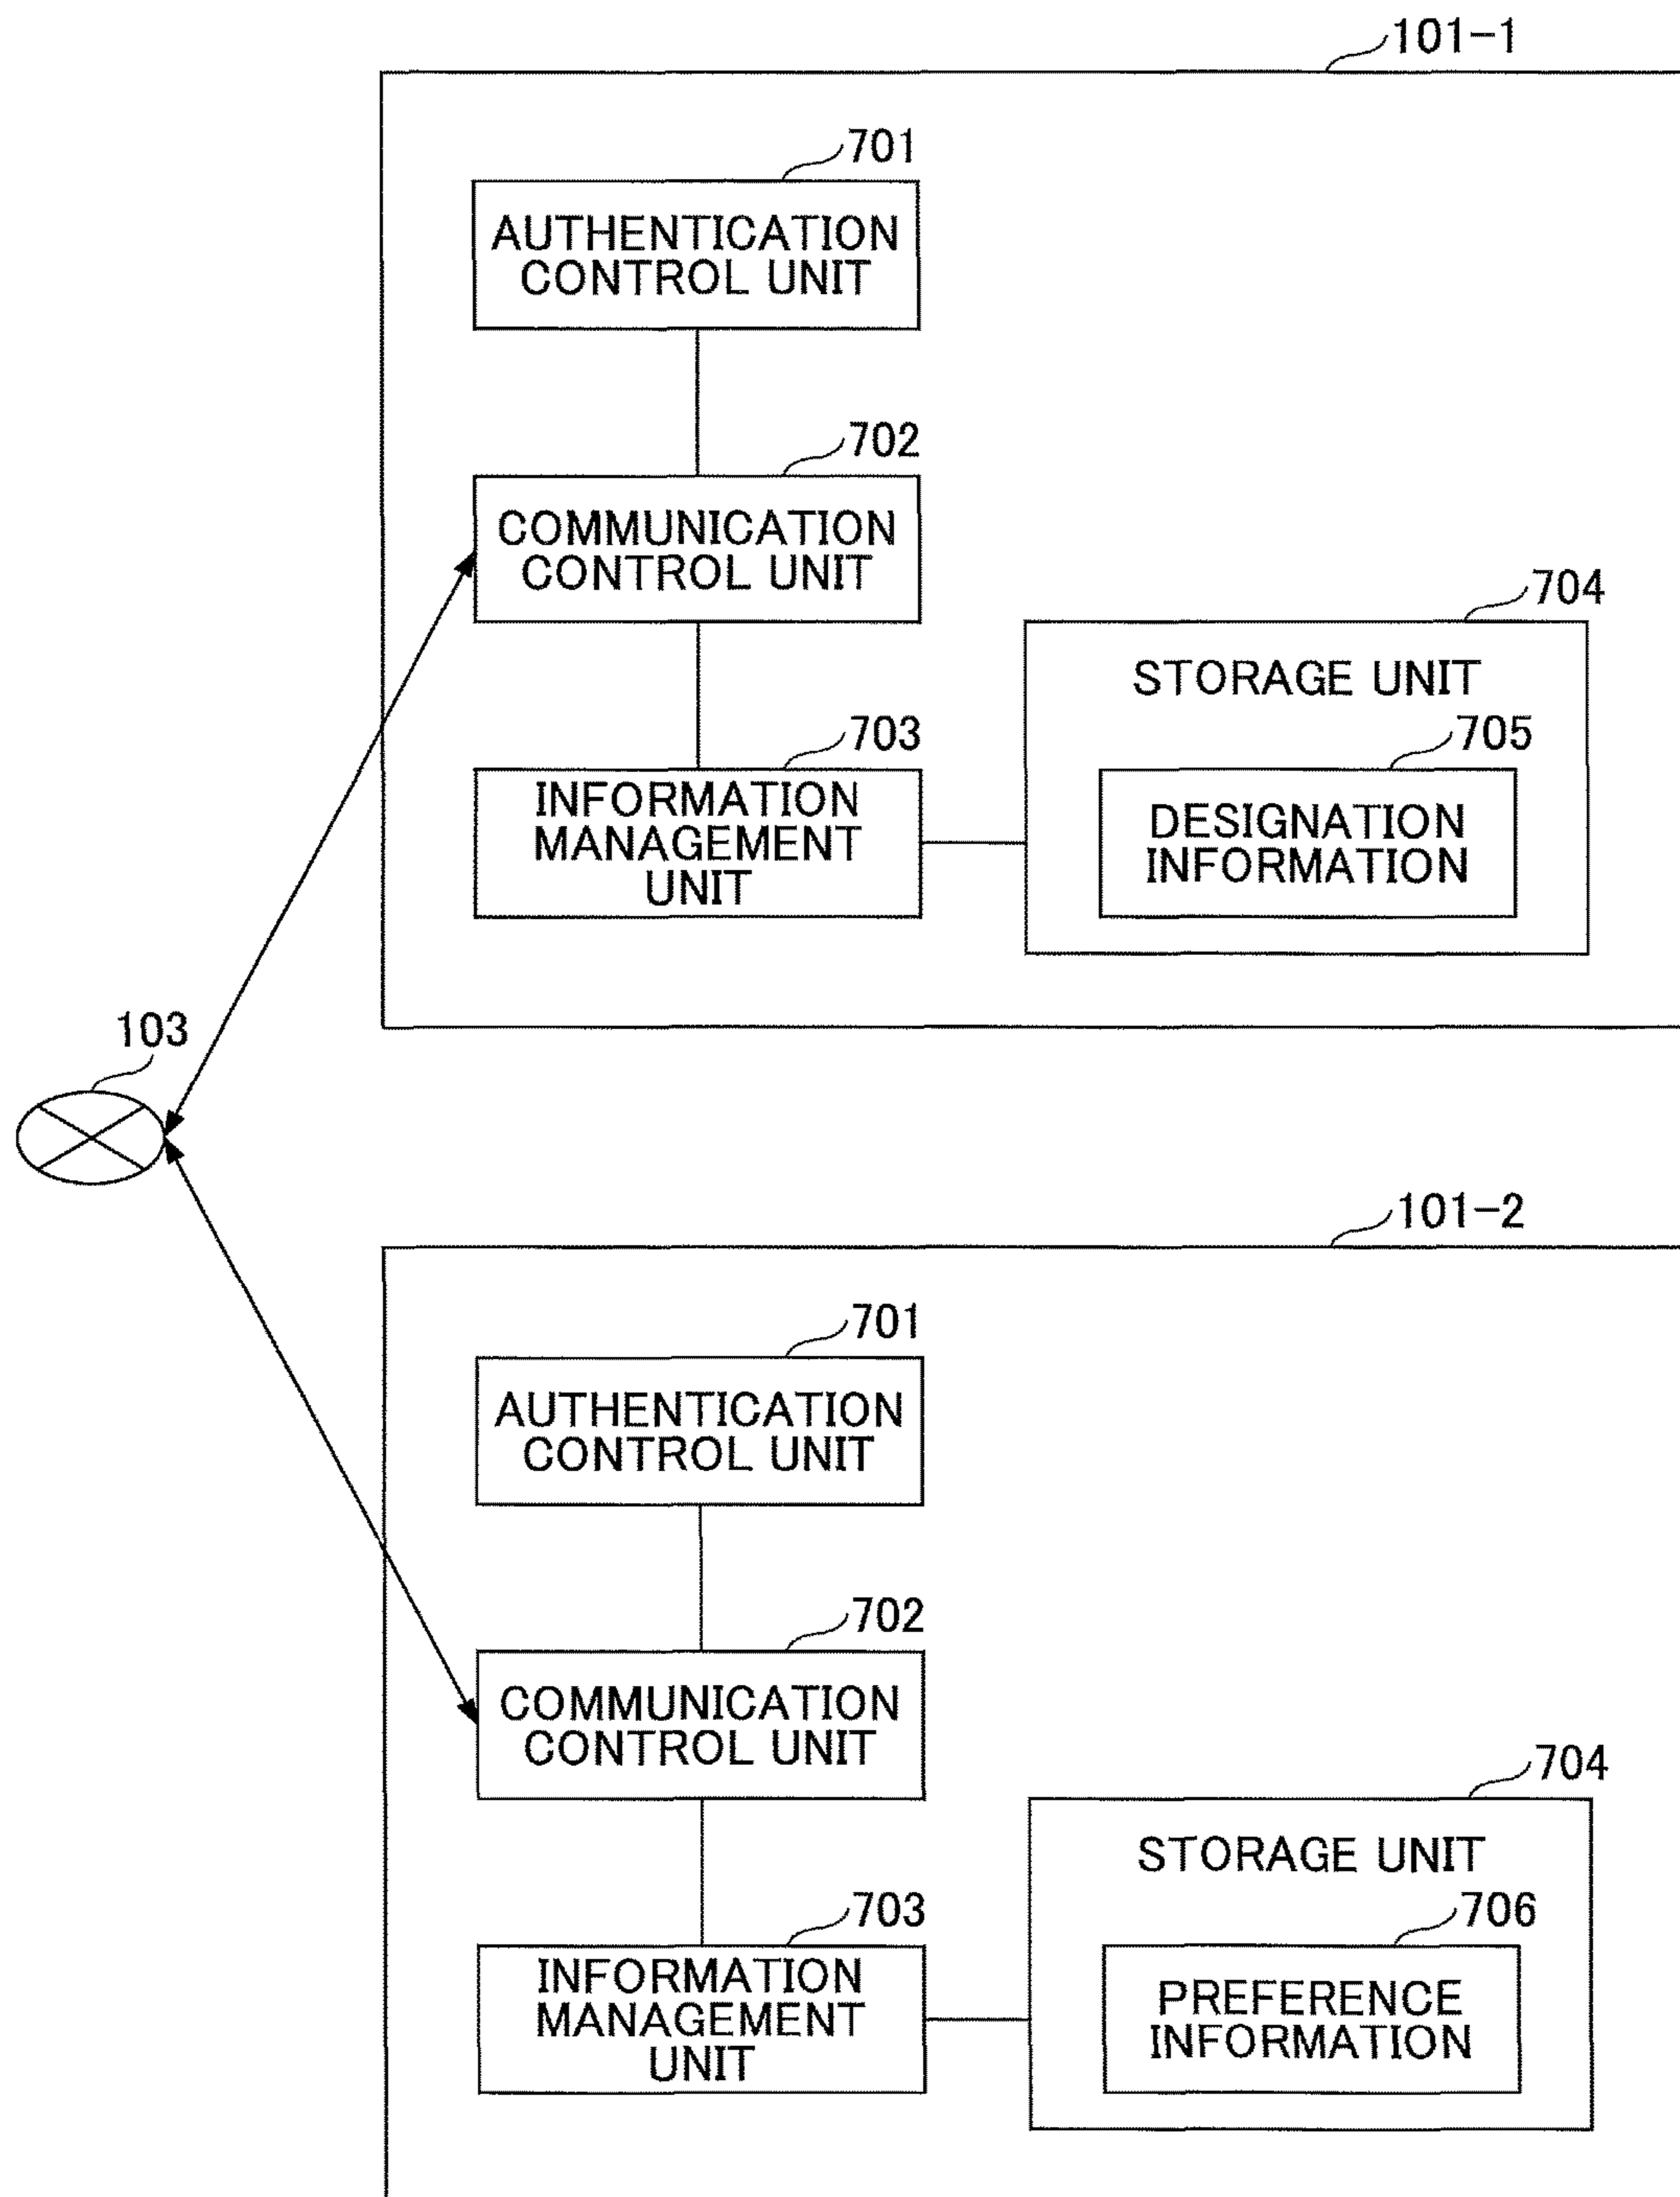 101-1
701
AUTHENTICATION
CONTROL UNIT
702
COMMUNICATION
CONTROL UNIT
704
STORAGE UNIT
703
705
INFORMATION
MANAGEMENT
UNIT
DESIGNATION
INFORMATION
103
101-2
701
AUTHENTICATION
CONTROL UNIT
702
COMMUNICATION
CONTROL UNIT
704
STORAGE UNIT
703
706
INFORMATION
MANAGEMENT
UNIT
PREFERENCE
INFORMATION